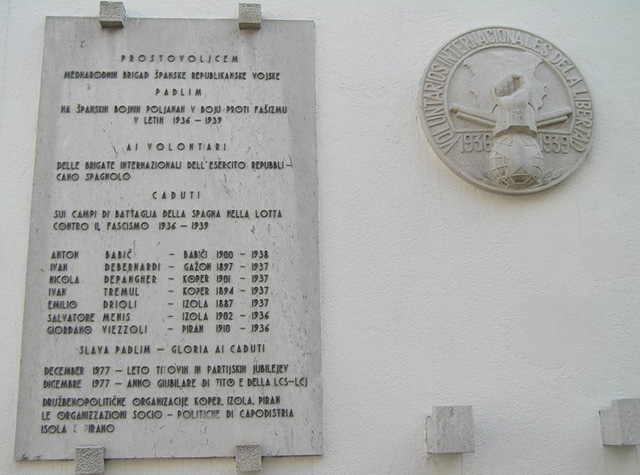 PROSTOVOLJCEM
MEDNARODNIH BRIGAD ŠPANSKE REPUBLIKANSKE VOJSKE
PADLIM
NA ŠPANSKIH BOJNIH POLJANAH V BOJU PROTI FAŠIZMU
V LETIH 1936 – 1939
AI VOLONTARI
DELLE BRIGATE INTERNAZIONALI DELL'ESERCITO REPUBBLI –
CANO SPAGNOLO
CADUTI
SUI CAMPI DI BATTAGLIA DELLA SPAGNA NELLA LOTTA
CONTRO IL FASCISMO 1936 – 1939
ANTON BABIČ – BABIČI 1900 – 1938
IVAN DEBERNARDI – GAŽON 1897 – 1937
NICOLA DEPANGHER – KOPER 1901 – 1937
IVAN TREMUL – KOPER 1894 – 1937
EMILIO DRIOLI – IZOLA 1887 – 1937
SALVATORE MENIS – IZOLA 1902 – 1936
GIORDANO VIEZZOLI – PIRAN 1910 – 1936
SLAVA PADLIM – GLORIA AI CADUTI
DECEMBER 1977 – LETO TITOVIH IN PARTIJSKIH JUBILEJEV
DICEMBRE 1977 – ANNO GIUBILARE DI TITO E DELLA LCS–LCJ
DRUŽBENOPOLITIČNE ORGANIZACIJE KOPER, IZOLA, PIRAN
LE ORGANIZZAZIONI SOCIO – POLITICHE DI CAPODISTRIA
ISOLA E PIRANO
VOLUNTARIOS INTERNACIONALES DE LA LIBERTAD
1936 1939